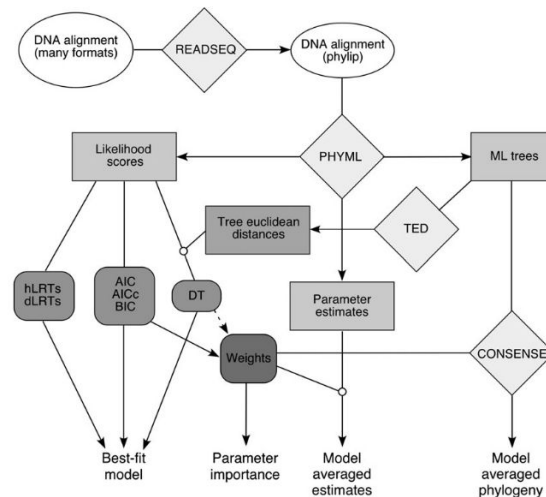 DNA alignment
(many formats)
READSEQ
DNA alignment
(phylip)
Likelihood
scores
PHYML
ML trees
Tree euclidean
distances
TED
hLRTs
dLRTs
AIC
AICc
BIC
DT
Parameter
estimates
Weights
CONSENSE
Best-fit
model
Parameter
importance
Model
averaged
estimates
Model
averaged
phylogeny